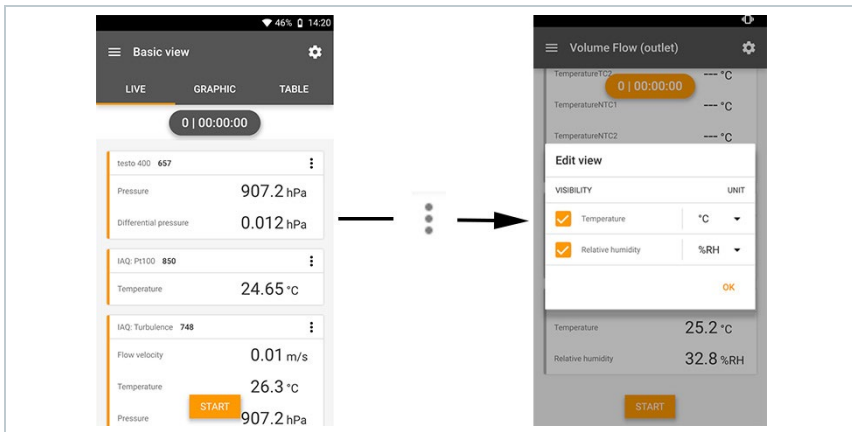 46% 14:20
Basic view
LIVE GRAPHIC TABLE
0 | 00:00:00
testo 400 657
Pressure 907.2 hPa
Differential pressure 0.012 hPa
IAQ: Pt100 850
Temperature 24.65 °C
IAQ: Turbulence 748
Flow velocity 0.01 m/s
Temperature 26.3 °C
START
Pressure 907.2 hPa
Volume Flow (outlet)
TemperatureTC2 --- °C
0 | 00:00:00
TemperatureNTC1 --- °C
TemperatureNTC2 --- °C
Edit view
VISIBILITY UNIT
Temperature °C
Relative humidity %RH
OK
Temperature 25.2 °C
Relative humidity 32.8 %RH
START